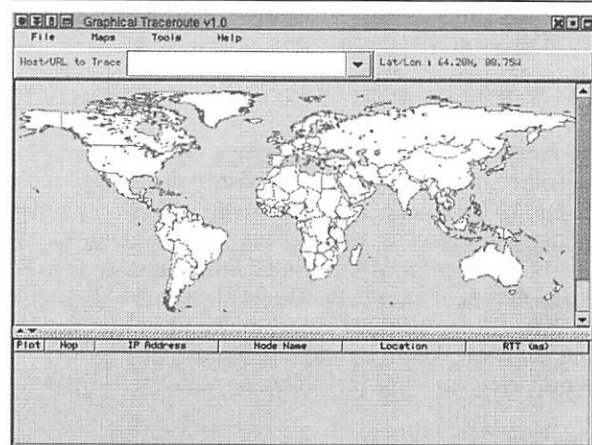 Graphical Traceroute v1.0
File Maps Tools Help
Host/URL to Trace Lat/Lon : 64.20N, 80.75W
Plot Hop IP Address Node Name Location RTT (ms)